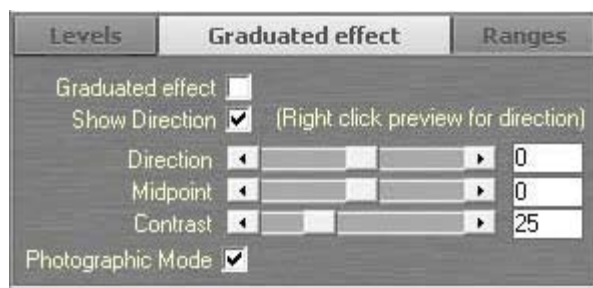 Levels Graduated effect Ranges
Graduated effect
Show Direction (Right click preview for direction)
Direction 0
Midpoint 0
Contrast 25
Photographic Mode